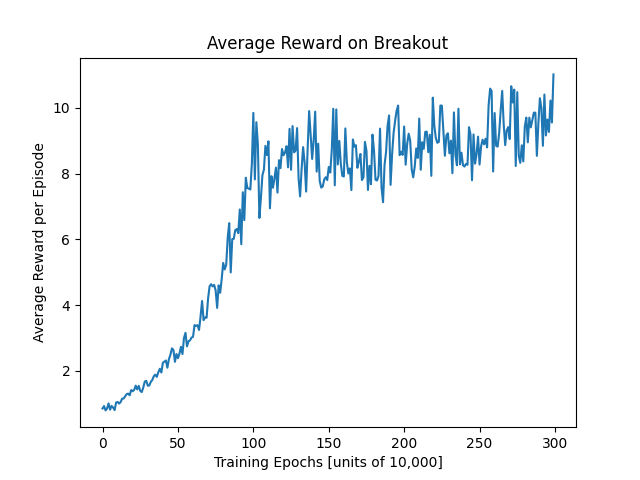 Average Reward on Breakout
Average Reward per Episode
10
8
6
4
2
0 50 100 150 200 250 300
Training Epochs [units of 10,000]